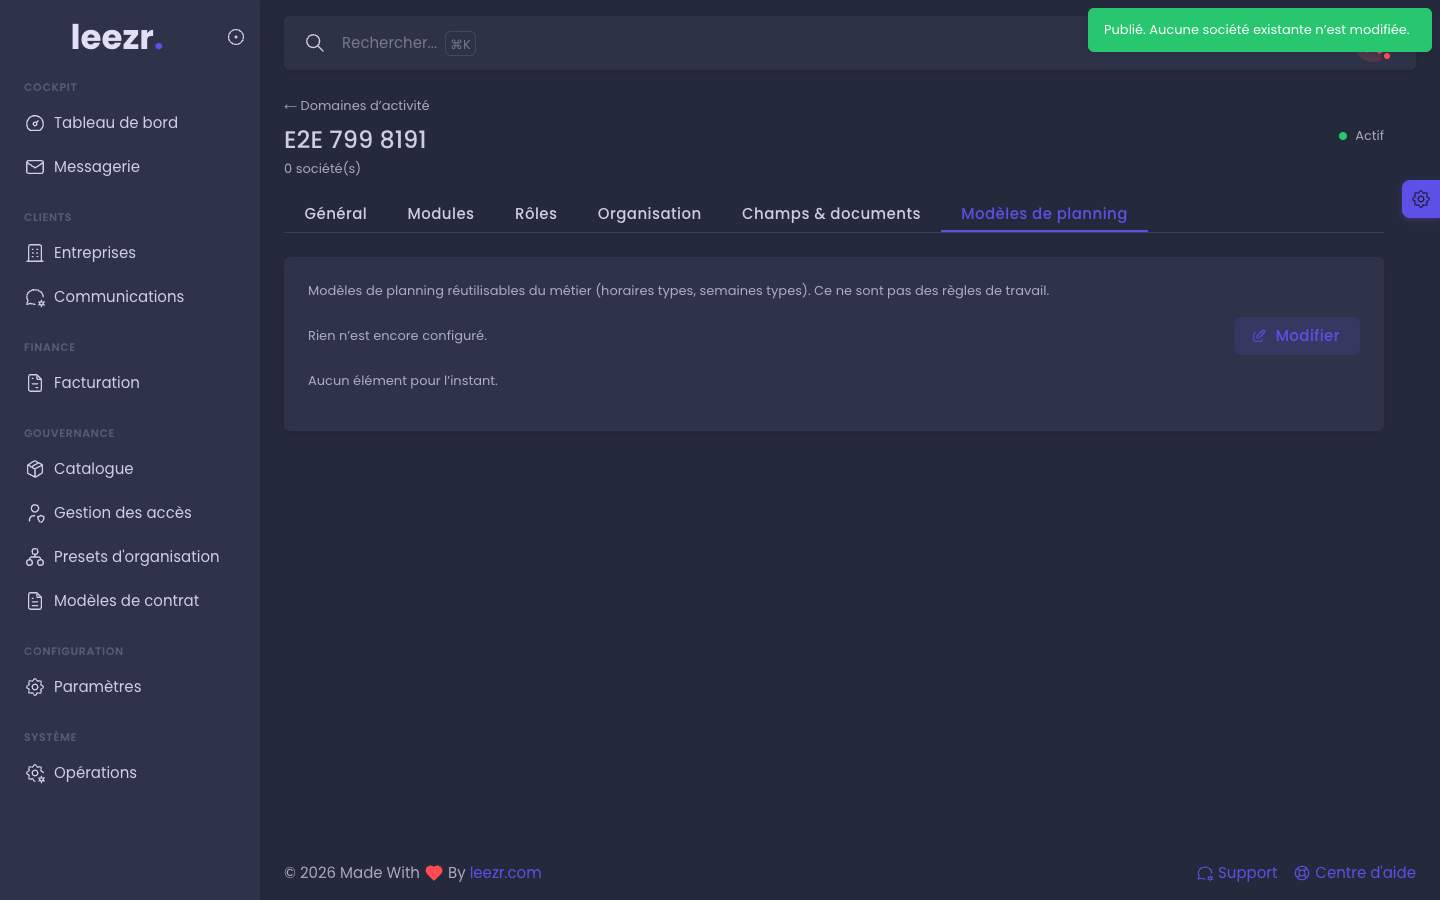 leezr.
Rechercher... ⌘K
Publié. Aucune société existante n’est modifiée.
COCKPIT
Tableau de bord
Messagerie
CLIENTS
Entreprises
Communications
FINANCE
Facturation
GOUVERNANCE
Catalogue
Gestion des accès
Presets d'organisation
Modèles de contrat
CONFIGURATION
Paramètres
SYSTÈME
Opérations
← Domaines d’activité
E2E 799 8191
Actif
0 société(s)
Général Modules Rôles Organisation Champs & documents Modèles de planning
Modèles de planning réutilisables du métier (horaires types, semaines types). Ce ne sont pas des règles de travail.
Rien n’est encore configuré.
Modifier
Aucun élément pour l’instant.
© 2026 Made With By leezr.com
Support Centre d'aide